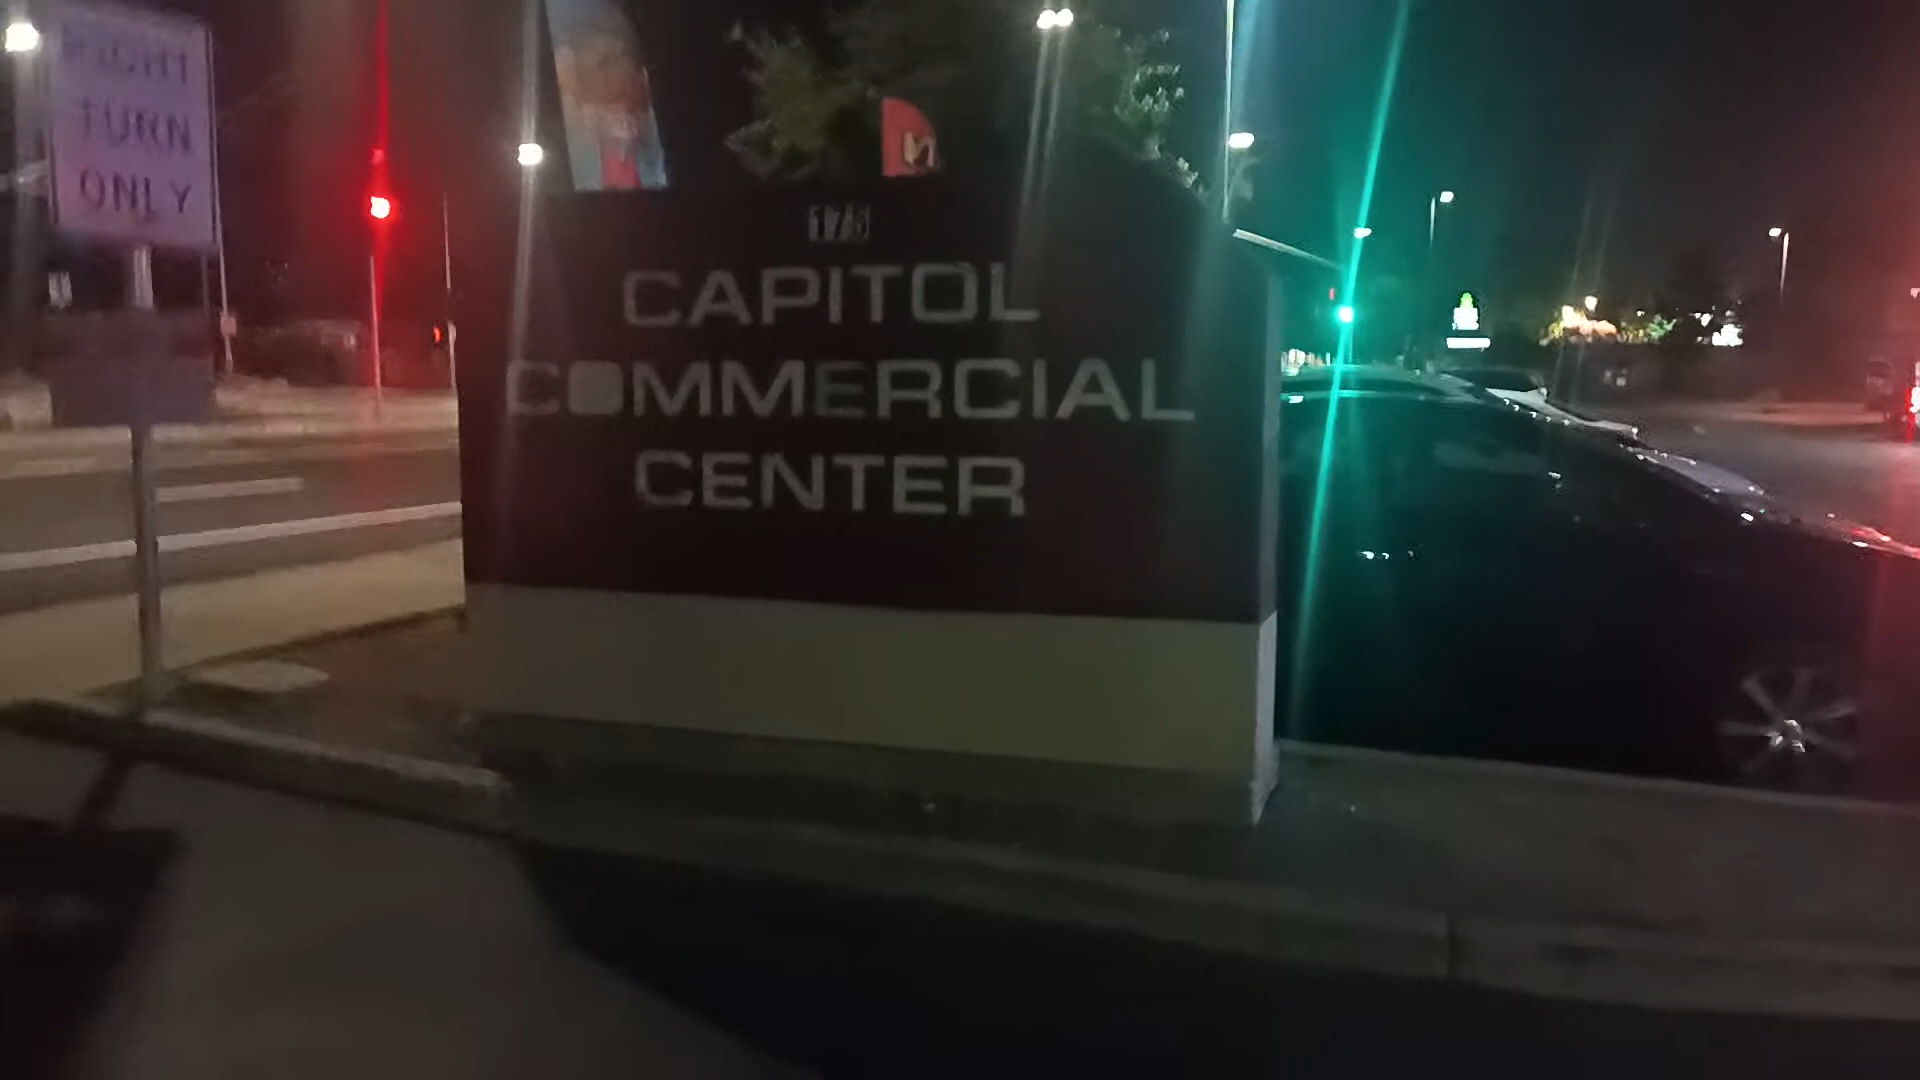 RIGHT
TURN
ONLY
175
CAPITOL
COMMERCIAL
CENTER